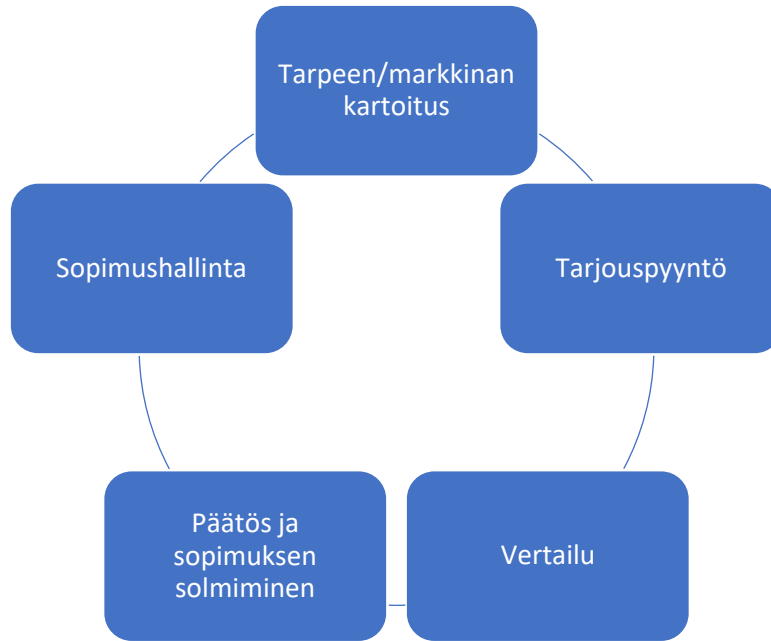 Tarpeen/markkinan
kartoitus
Tarjouspyyntö
Vertailu
Päätös ja
sopimuksen
solmiminen
Sopimushallinta